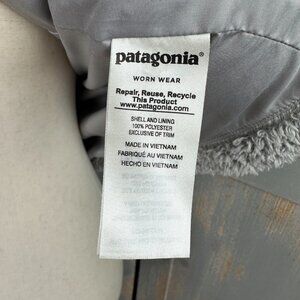 patagonia®
WORN WEAR
Repair, Reuse, Recycle
This Product
www.patagonia.com
SHELL AND LINING
100% POLYESTER
EXCLUSIVE OF TRIM
MADE IN VIETNAM
FABRIQUÉ AU VIETNAM
HECHO EN VIETNAM